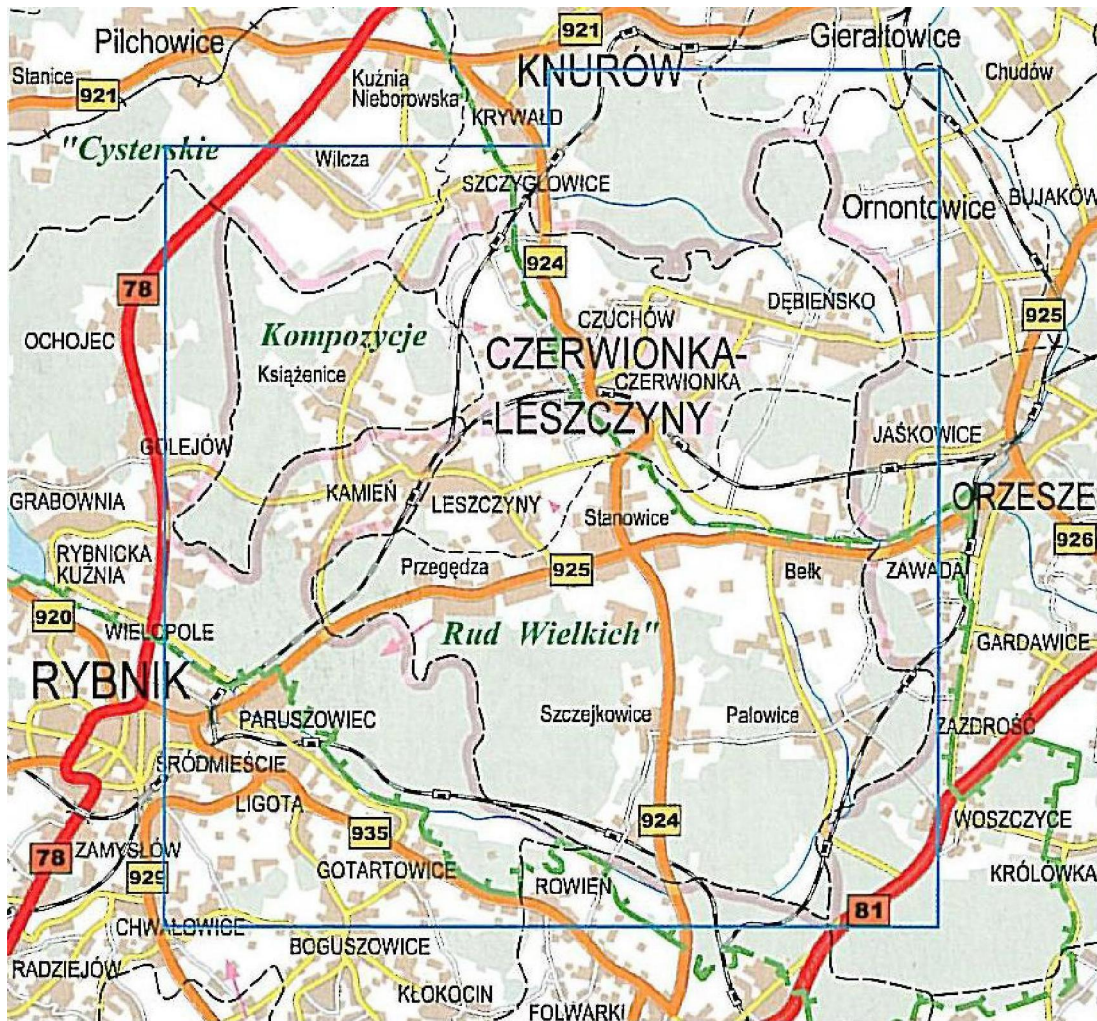 921
Pilchowice
Gierałtowice
Stanice
Kuźnia
Nieborowska
KNURÓW
Chudów
921
KRYWAŁD
"Cysterskie
Wilcza
SZCZYGŁOWICE
Ornontowice
BUJAKÓW
78
924
DĘBIEŃSKO
925
OCHOJEC
Kompozycje
CZUCHÓW
Książenice
CZERWIONKA-
CZERWIONKA
-LESZCZYNY
GOLEJÓW
JAŚKOWICE
KAMIEŃ
LESZCZYNY
GRABOWNIA
Stanowice
ORZESZE
RYBNICKA
KUŹNIA
Przegędza
925
Bełk
ZAWADA
926
920
WIELOPOLE
Rud Wielkich"
GARDAWICE
RYBNIK
PARUSZOWIEC
Szczejkowice
Palowice
ZAZDROŚĆ
ŚRÓDMIEŚCIE
LIGOTA
935
924
WOSZCZYCE
78
ZAMYSŁÓW
929
GOTARTOWICE
ROWIEŃ
KRÓLÓWKA
81
CHWAŁOWICE
BOGUSZOWICE
RADZIEJÓW
KŁOKOCIN
FOLWARKI